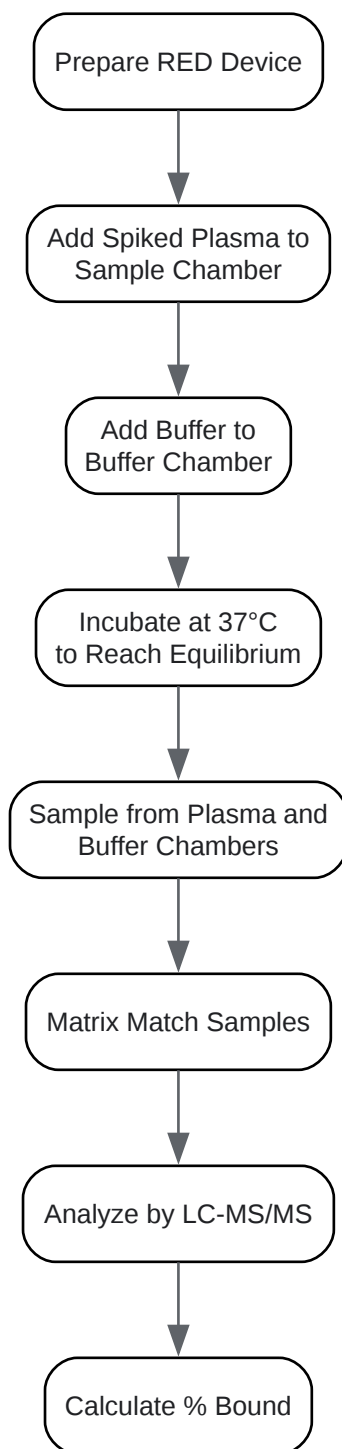 Prepare RED Device
Add Spiked Plasma to
Sample Chamber
Add Buffer to
Buffer Chamber
Incubate at 37°C
to Reach Equilibrium
Sample from Plasma and
Buffer Chambers
Matrix Match Samples
Analyze by LC-MS/MS
Calculate % Bound